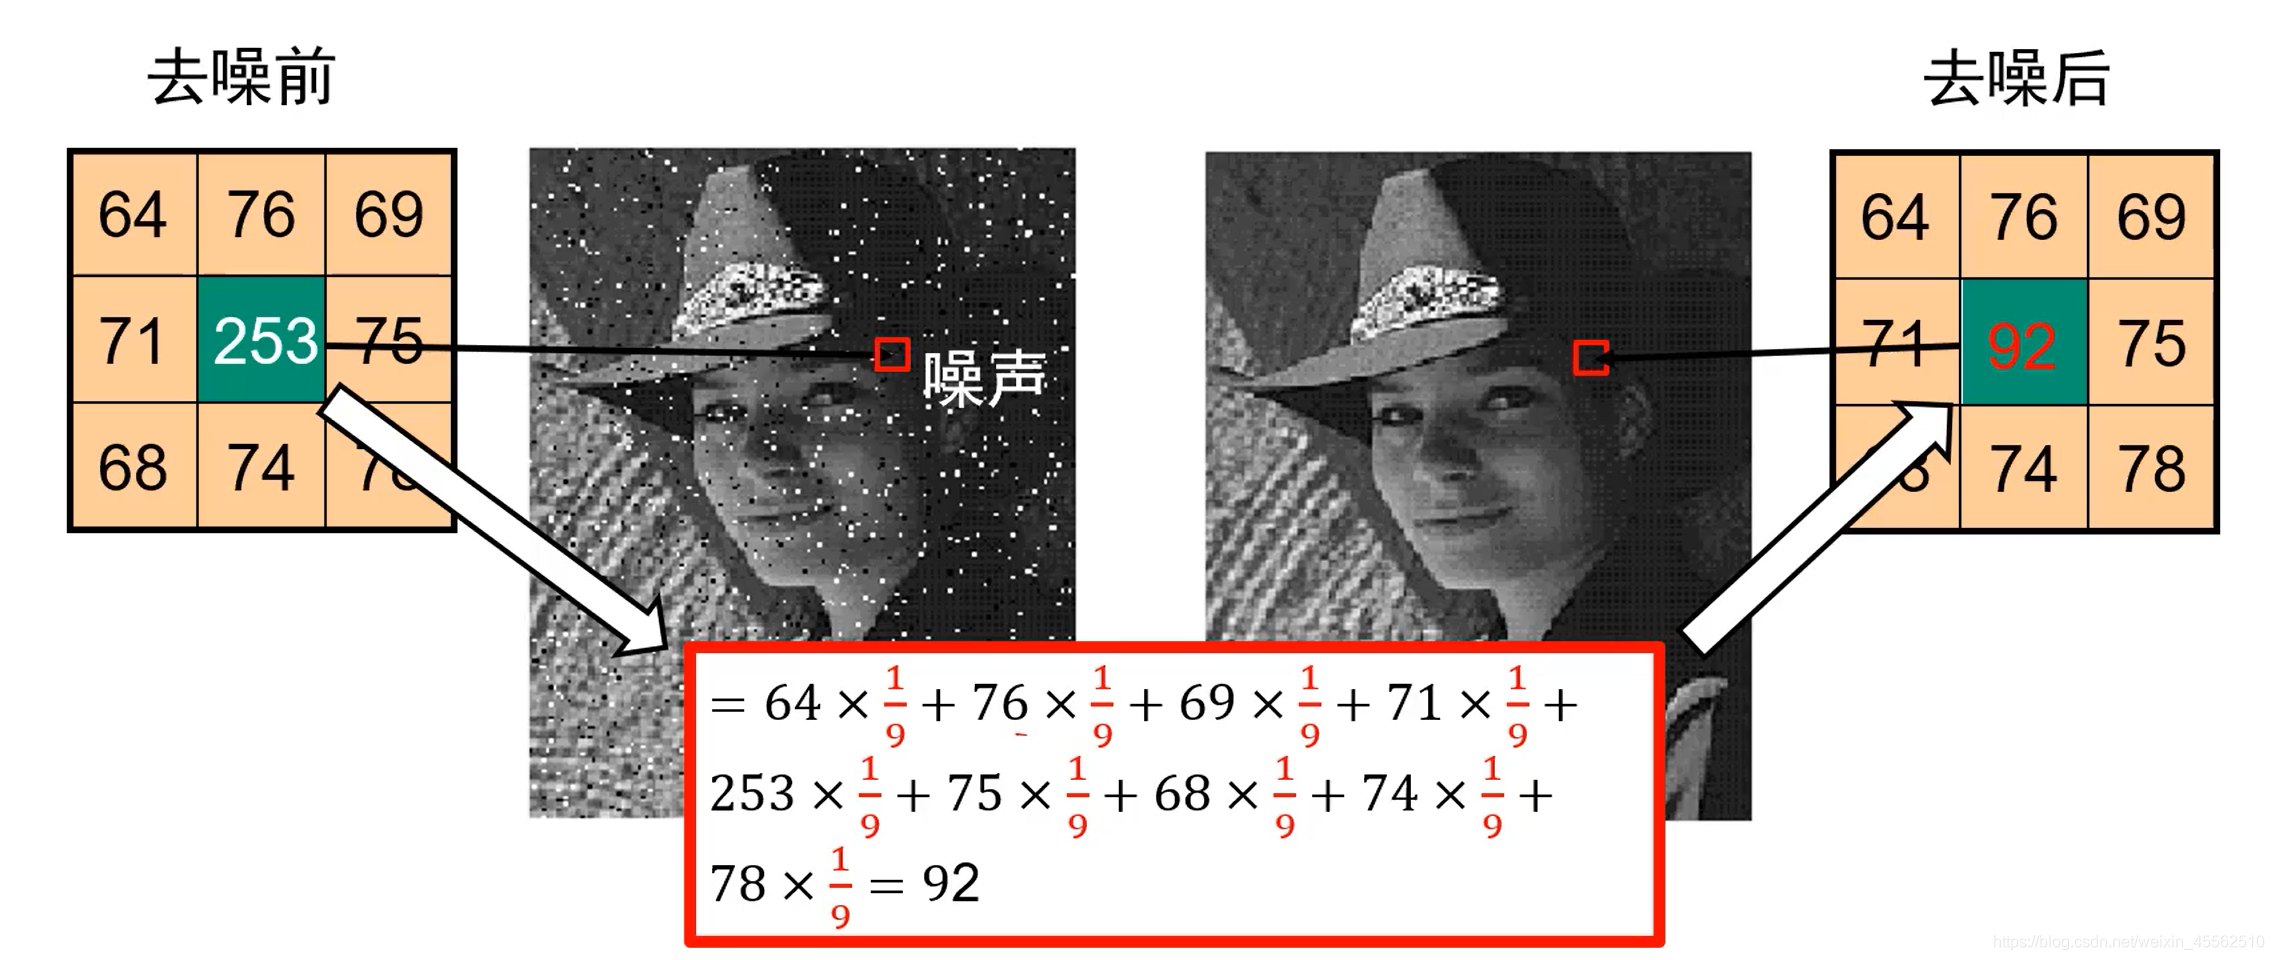 去噪前
去噪后
64 76 69
71 253 75
68 74 78
噪声
64 76 69
71 92 75
68 74 78
= 64 × 1/9 + 76 × 1/9 + 69 × 1/9 + 71 × 1/9 +
253 × 1/9 + 75 × 1/9 + 68 × 1/9 + 74 × 1/9 +
78 × 1/9 = 92
https://blog.csdn.net/weixin_45562510